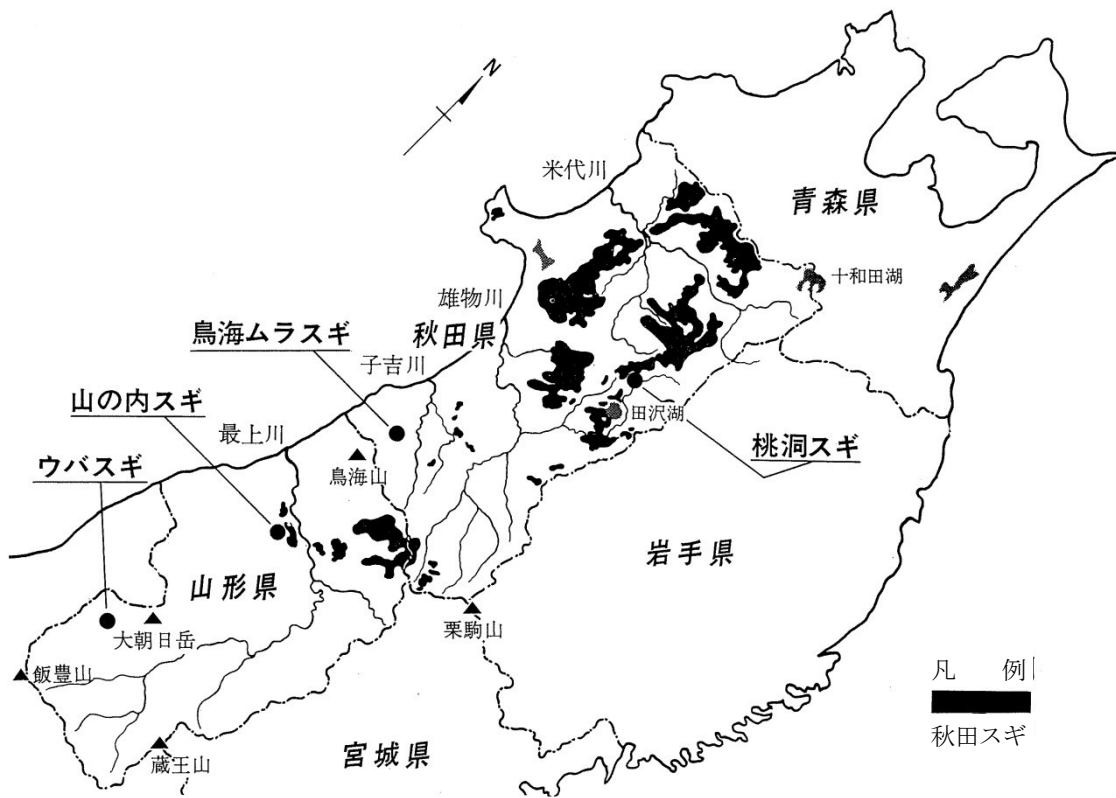 N
米代川
青森県
十和田湖
雄物川
秋田県
鳥海ムラスギ
子吉川
山の内スギ
田沢湖
最上川
桃洞スギ
ウバスギ
鳥海山
岩手県
山形県
栗駒山
大朝日岳
飯豊山
凡 例
秋田スギ
蔵王山
宮城県